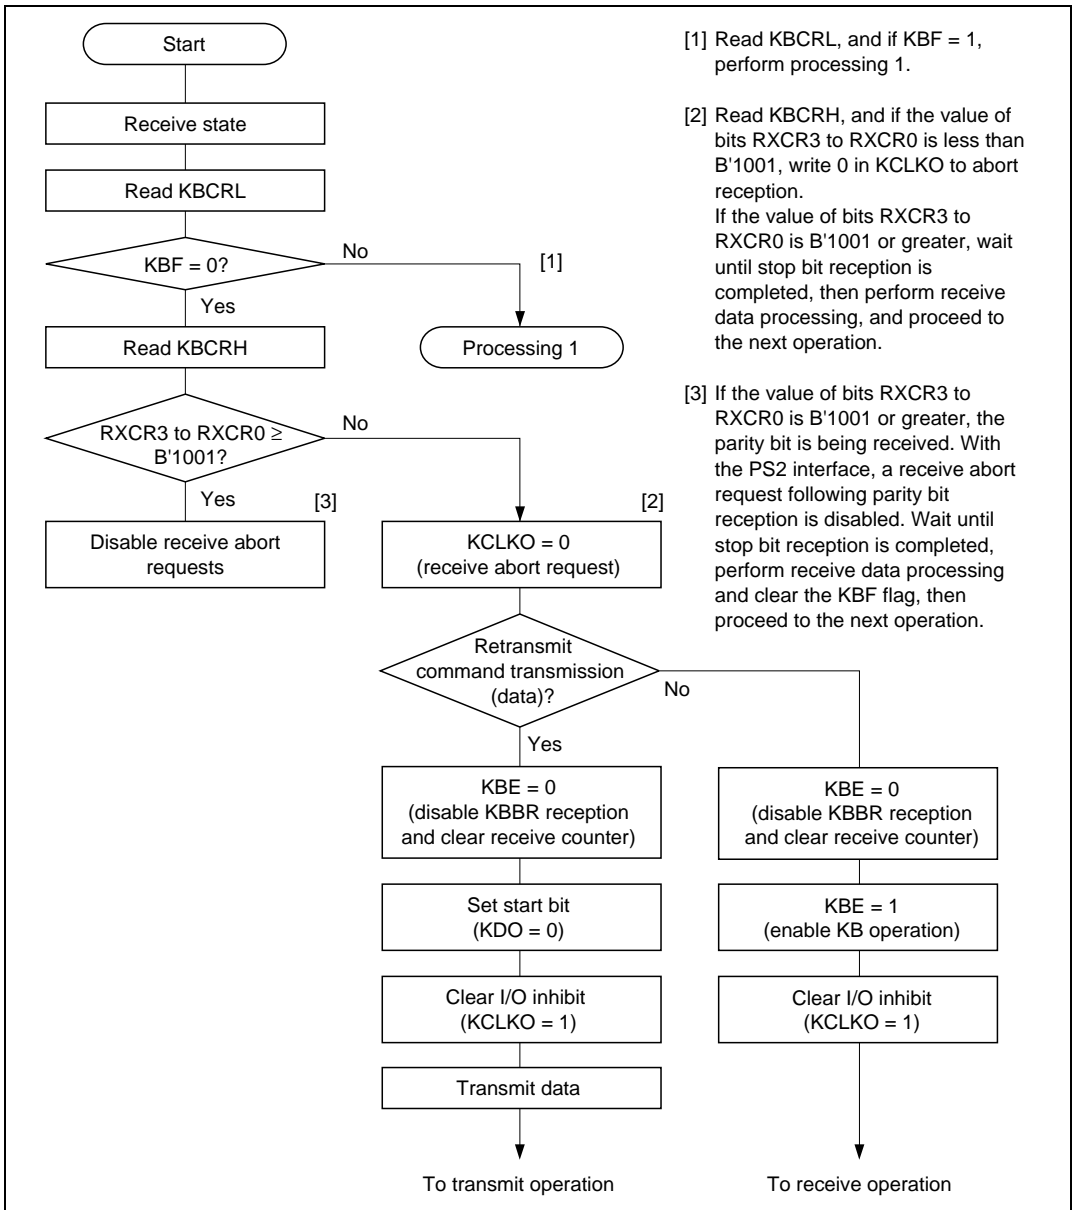 Start
Receive state
Read KBCRL
KBF = 0?
No
[1]
Yes
Processing 1
Read KBCRH
RXCR3 to RXCR0 ≥
B'1001?
No
Yes
[3]
Disable receive abort
requests
[2]
KCLKO = 0
(receive abort request)
Retransmit
command transmission
(data)?
No
Yes
KBE = 0
(disable KBBR reception
and clear receive counter)
Set start bit
(KDO = 0)
Clear I/O inhibit
(KCLKO = 1)
Transmit data
To transmit operation
KBE = 0
(disable KBBR reception
and clear receive counter)
KBE = 1
(enable KB operation)
Clear I/O inhibit
(KCLKO = 1)
To receive operation
[1] Read KBCRL, and if KBF = 1,
perform processing 1.
[2] Read KBCRH, and if the value of
bits RXCR3 to RXCR0 is less than
B'1001, write 0 in KCLKO to abort
reception.
If the value of bits RXCR3 to
RXCR0 is B'1001 or greater, wait
until stop bit reception is
completed, then perform receive
data processing, and proceed to
the next operation.
[3] If the value of bits RXCR3 to
RXCR0 is B'1001 or greater, the
parity bit is being received. With
the PS2 interface, a receive abort
request following parity bit
reception is disabled. Wait until
stop bit reception is completed,
perform receive data processing
and clear the KBF flag, then
proceed to the next operation.